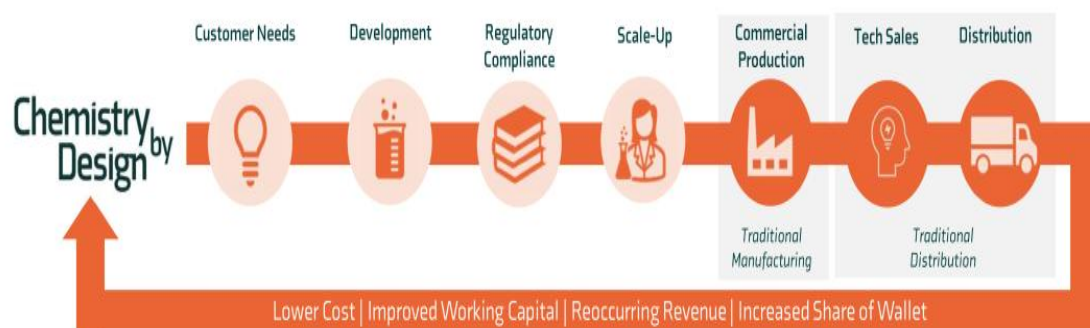 Customer Needs
Development
Regulatory
Compliance
Scale-Up
Commercial
Production
Tech Sales
Distribution
Chemistry
by
Design
Traditional
Manufacturing
Traditional
Distribution
Lower Cost | Improved Working Capital | Reoccurring Revenue | Increased Share of Wallet